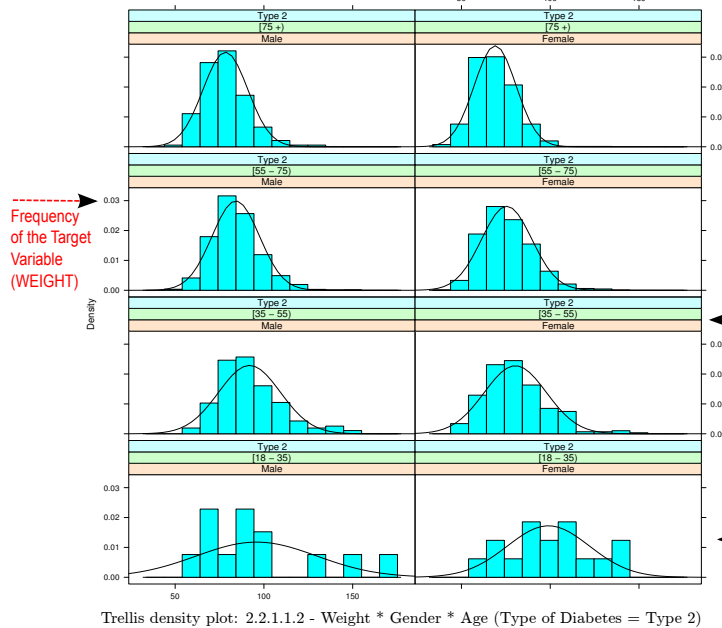 Type 2 Type 2
[75 +) [75 +)
Male Female
Type 2 Type 2
[55 − 75) [55 − 75)
Male Female
0.03
0.02
0.01
0.00
Frequency
of the Target
Variable
(WEIGHT)
Density
Type 2 Type 2
[35 − 55) [35 − 55)
Male Female
Type 2 Type 2
[18 − 35) [18 − 35)
Male Female
0.03
0.02
0.01
0.00
50 100 150
Trellis density plot: 2.2.1.1.2 - Weight * Gender * Age (Type of Diabetes = Type 2)